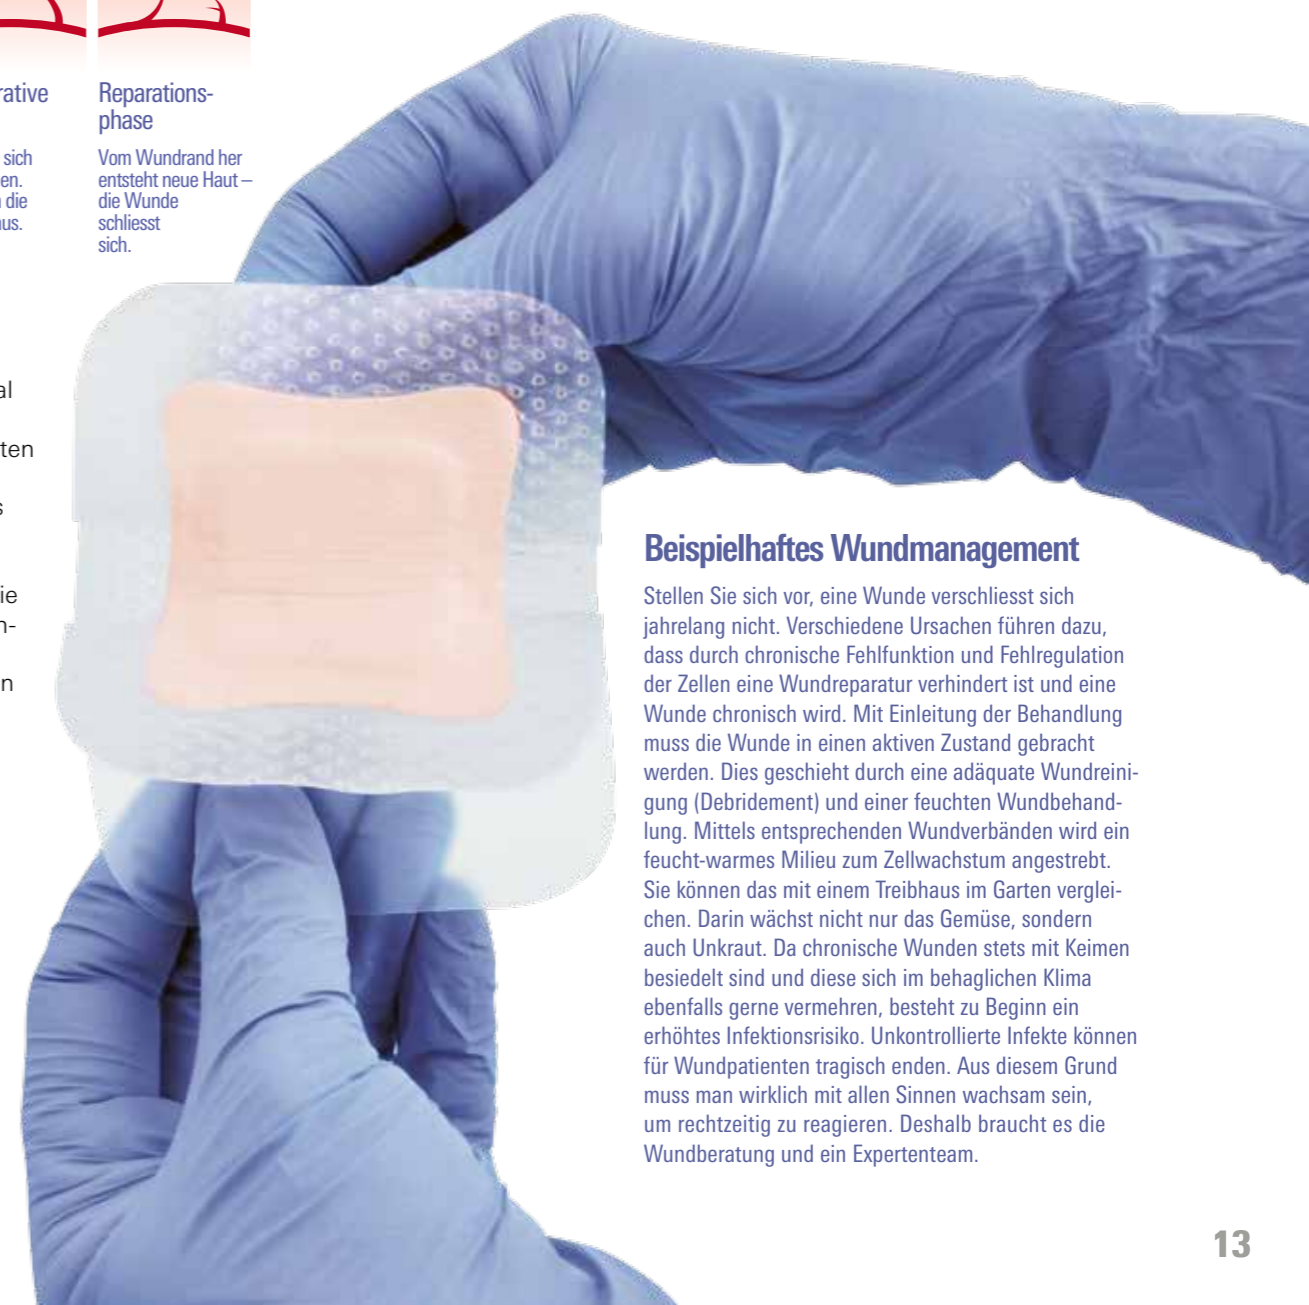 rative
sich
en.
die
us.
Reparations-
phase
Vom Wundrand her
entsteht neue Haut –
die Wunde
schliesst
sich.
al
ten
s
ie
n-
n
Beispielhaftes Wundmanagement
Stellen Sie sich vor, eine Wunde verschliesst sich
jahrelang nicht. Verschiedene Ursachen führen dazu,
dass durch chronische Fehlfunktion und Fehlregulation
der Zellen eine Wundreparatur verhindert ist und eine
Wunde chronisch wird. Mit Einleitung der Behandlung
muss die Wunde in einen aktiven Zustand gebracht
werden. Dies geschieht durch eine adäquate Wundreini-
gung (Debridement) und einer feuchten Wundbehand-
lung. Mittels entsprechenden Wundverbänden wird ein
feucht-warmes Milieu zum Zellwachstum angestrebt.
Sie können das mit einem Treibhaus im Garten verglei-
chen. Darin wächst nicht nur das Gemüse, sondern
auch Unkraut. Da chronische Wunden stets mit Keimen
besiedelt sind und diese sich im behaglichen Klima
ebenfalls gerne vermehren, besteht zu Beginn ein
erhöhtes Infektionsrisiko. Unkontrollierte Infekte können
für Wundpatienten tragisch enden. Aus diesem Grund
muss man wirklich mit allen Sinnen wachsam sein,
um rechtzeitig zu reagieren. Deshalb braucht es die
Wundberatung und ein Expertenteam.
13